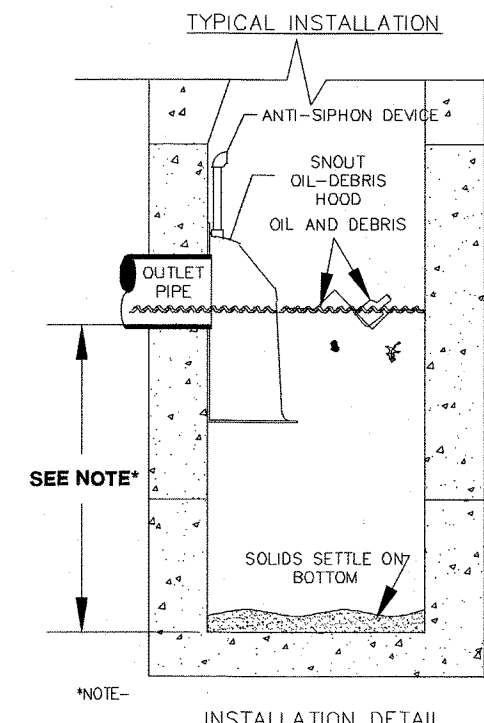 TYPICAL INSTALLATION
ANTI-SIPHON DEVICE
SNOUT
OIL-DEBRIS
HOOD
OIL AND DEBRIS
OUTLET
PIPE
SEE NOTE*
SOLIDS SETTLE ON
BOTTOM
*NOTE-
INSTALLATION DETAIL